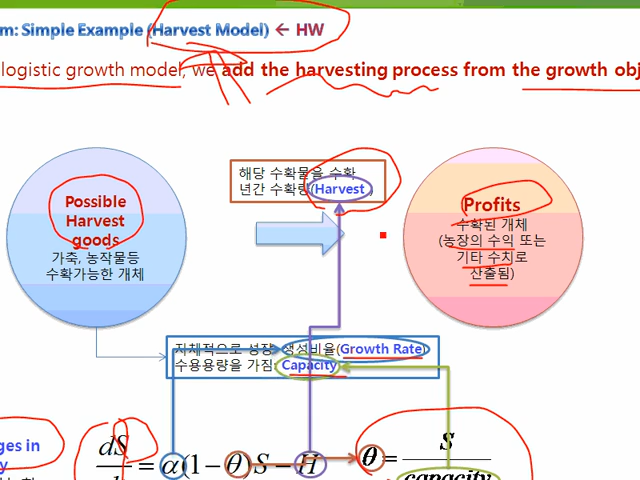 m: Simple Example (Harvest Model) ← HW
logistic growth model, we add the harvesting process from the growth obj
해당 수확물을 수확
년간 수확량(Harvest)
Possible
Harvest
goods
가축, 농작물등
수확가능한 개체
Profits
수확된 개체
(농장의 수익 또는
기타 수치로
산출됨)
자체적으로 성장 생성비율(Growth Rate)
수용용량을 가짐 Capacity
ges in
dS
= α(1 − θ)S − H
θ = S
capacity